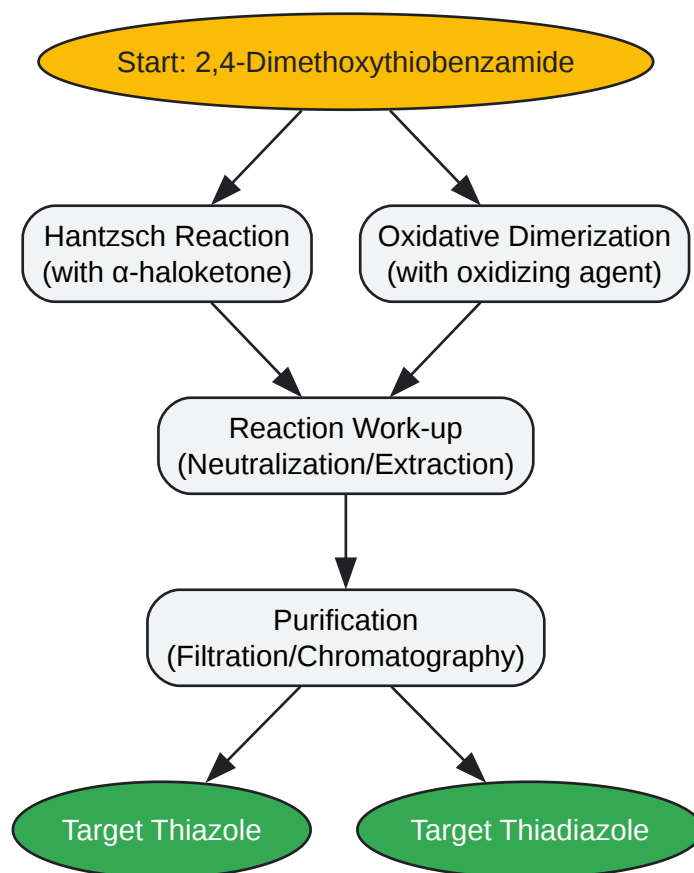 Start: 2,4-Dimethoxythiobenzamide
Hantzsch Reaction
(with α-haloketone)
Oxidative Dimerization
(with oxidizing agent)
Reaction Work-up
(Neutralization/Extraction)
Purification
(Filtration/Chromatography)
Target Thiazole
Target Thiadiazole